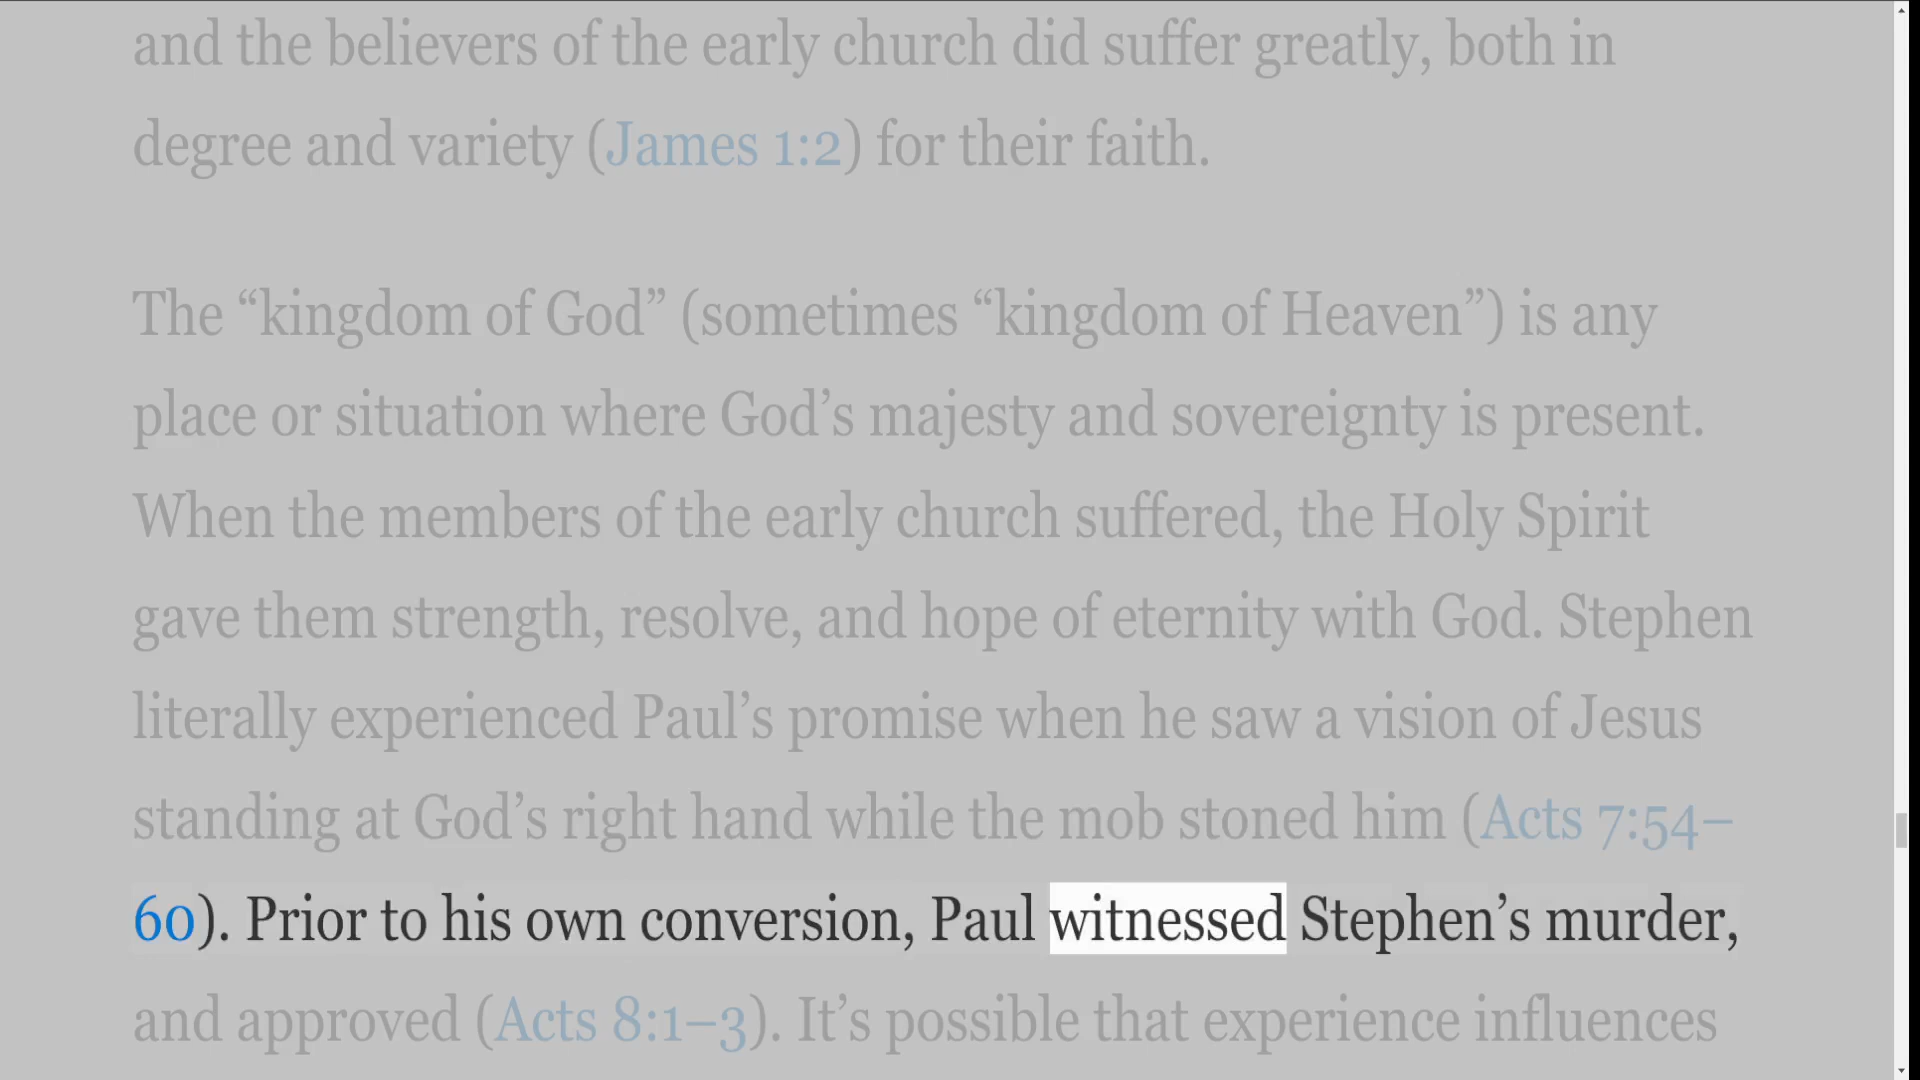 and the believers of the early church did suffer greatly, both in
degree and variety (James 1:2) for their faith.
The “kingdom of God” (sometimes “kingdom of Heaven”) is any
place or situation where God’s majesty and sovereignty is present.
When the members of the early church suffered, the Holy Spirit
gave them strength, resolve, and hope of eternity with God. Stephen
literally experienced Paul’s promise when he saw a vision of Jesus
standing at God’s right hand while the mob stoned him (Acts 7:54–
60). Prior to his own conversion, Paul witnessed Stephen’s murder,
and approved (Acts 8:1–3). It’s possible that experience influences